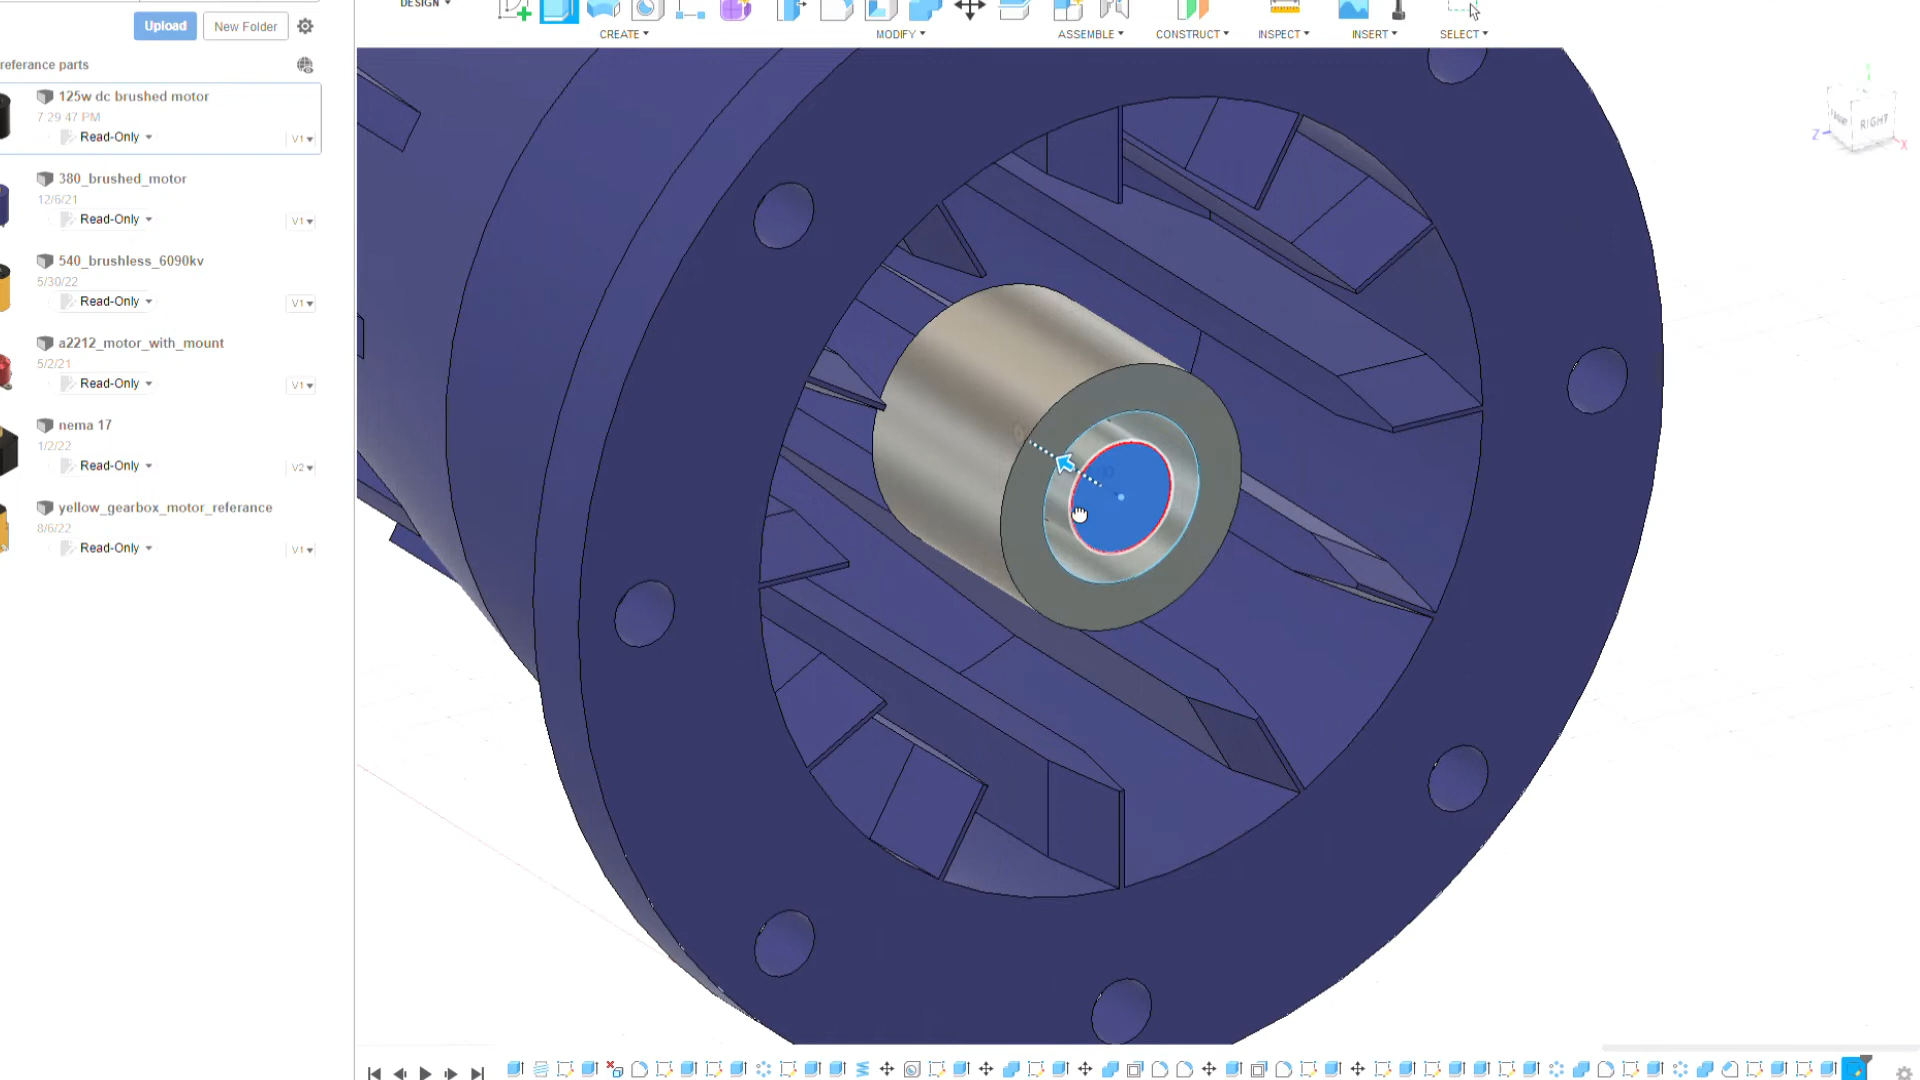 DESIGN
Upload
New Folder
CREATE
MODIFY
ASSEMBLE
CONSTRUCT
INSPECT
INSERT
SELECT
referance parts
125w dc brushed motor
7 29 47 PM
Read-Only
V1
380_brushed_motor
12/6/21
Read-Only
V1
540_brushless_6090kv
5/30/22
Read-Only
V1
a2212_motor_with_mount
5/2/21
Read-Only
V1
nema 17
1/2/22
Read-Only
V2
yellow_gearbox_motor_referance
8/6/22
Read-Only
V1
RIGHT
Z
X